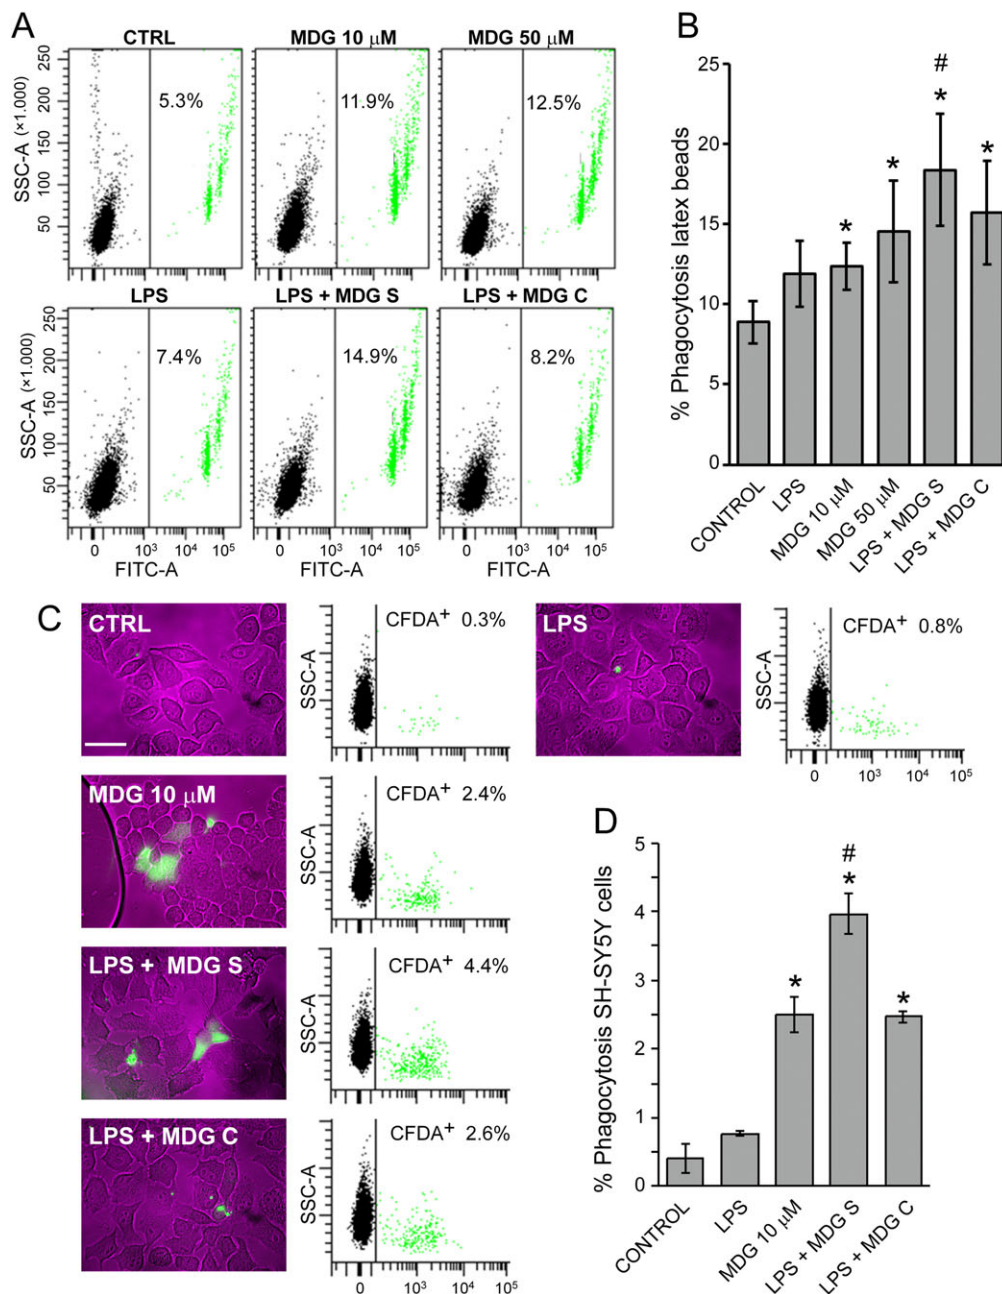 A
CTRL
MDG 10 μM
MDG 50 μM
SSC-A (×1.000)
250
200
150
100
50
5.3%
11.9%
12.5%
LPS
LPS + MDG S
LPS + MDG C
SSC-A (×1.000)
250
200
150
100
50
7.4%
14.9%
8.2%
0 10³ 10⁴ 10⁵
0 10³ 10⁴ 10⁵
0 10³ 10⁴ 10⁵
FITC-A
FITC-A
FITC-A
B
% Phagocytosis latex beads
25
20
15
10
5
0
*
*
#
*
*
CONTROL
LPS
MDG 10 μM
MDG 50 μM
LPS + MDG S
LPS + MDG C
C
CTRL
SSC-A
CFDA⁺ 0.3%
LPS
SSC-A
CFDA⁺ 0.8%
0 10³ 10⁴ 10⁵
MDG 10 μM
SSC-A
CFDA⁺ 2.4%
LPS + MDG S
SSC-A
CFDA⁺ 4.4%
LPS + MDG C
SSC-A
CFDA⁺ 2.6%
0 10³ 10⁴ 10⁵
D
% Phagocytosis SH-SY5Y cells
5
4
3
2
1
0
*
#
*
*
CONTROL
LPS
MDG 10 μM
LPS + MDG S
LPS + MDG C